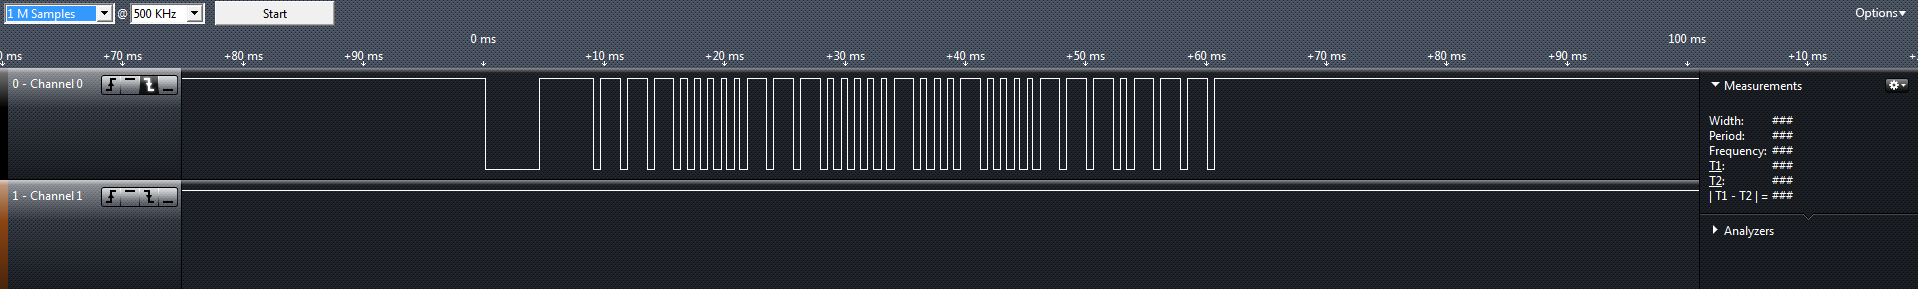 1 M Samples @ 500 KHz Start Options
0 ms 100 ms
0 ms +70 ms +80 ms +90 ms +10 ms +20 ms +30 ms +40 ms +50 ms +60 ms +70 ms +80 ms +90 ms +10 ms
0 - Channel 0
1 - Channel 1
Measurements
Width: ###
Period: ###
Frequency: ###
T1: ###
T2: ###
| T1 - T2 | = ###
Analyzers